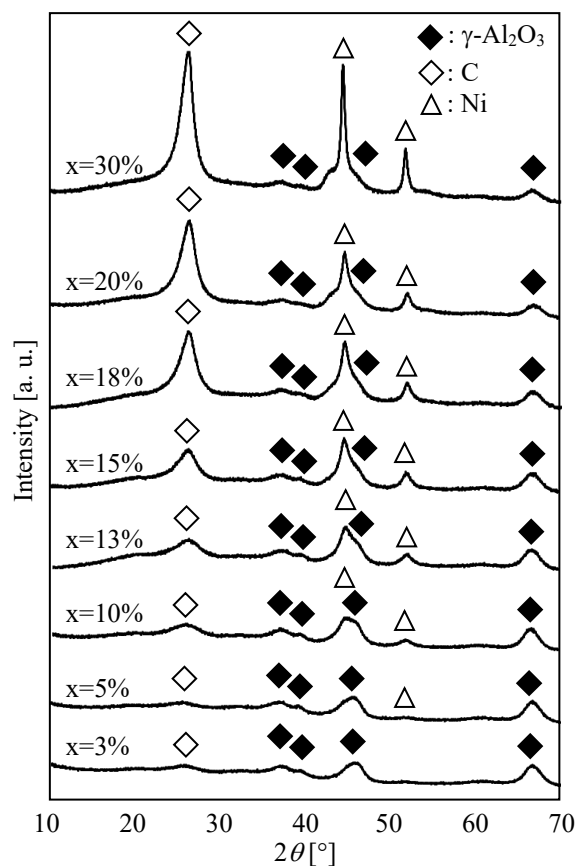 ◆: γ-Al₂O₃
◇: C
△: Ni
x=30%
x=20%
x=18%
x=15%
x=13%
x=10%
x=5%
x=3%
Intensity [a. u.]
10 20 30 40 50 60 70
2θ [°]